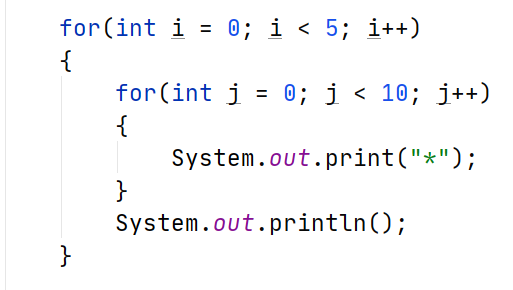 for(int i = 0; i < 5; i++)
{
    for(int j = 0; j < 10; j++)
    {
        System.out.print("*");
    }
    System.out.println();
}